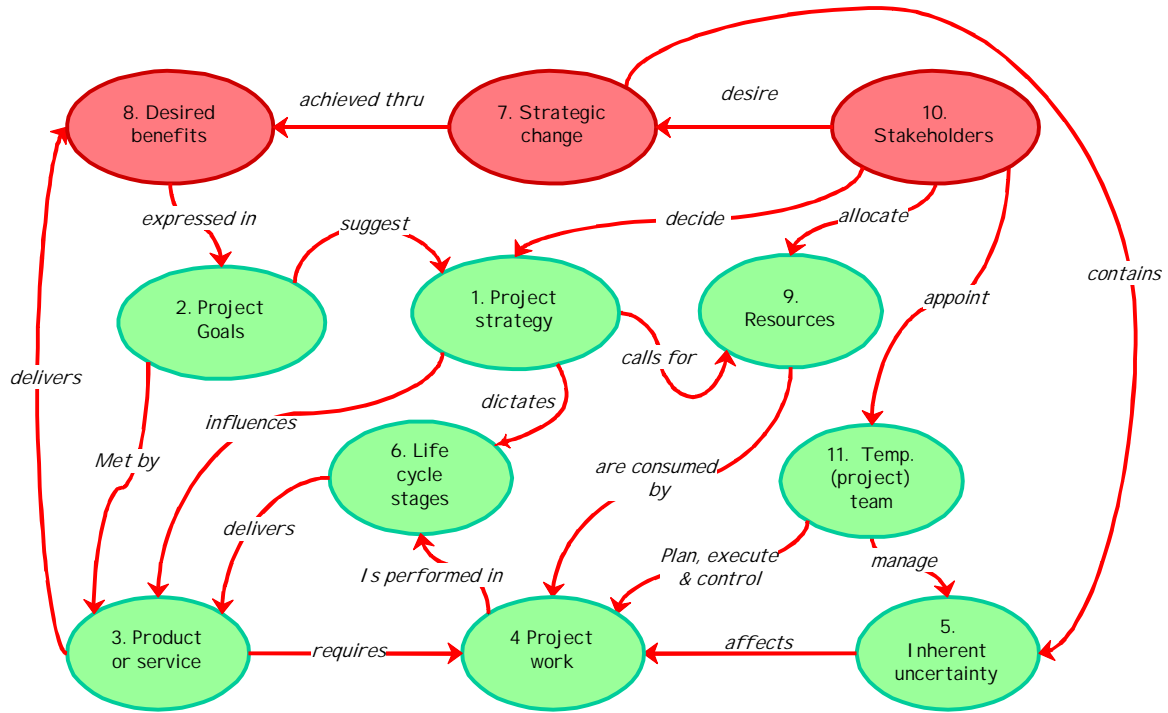 achieved thru
desire
8. Desired
benefits
7. Strategic
change
10.
Stakeholders
expressed in
suggest
decide
allocate
contains
2. Project
Goals
1. Project
strategy
9.
Resources
appoint
delivers
calls for
dictates
influences
Met by
6. Life
cycle
stages
are consumed
by
11. Temp.
(project)
team
delivers
Is performed in
Plan, execute
& control
manage
3. Product
or service
requires
4 Project
work
affects
5.
Inherent
uncertainty